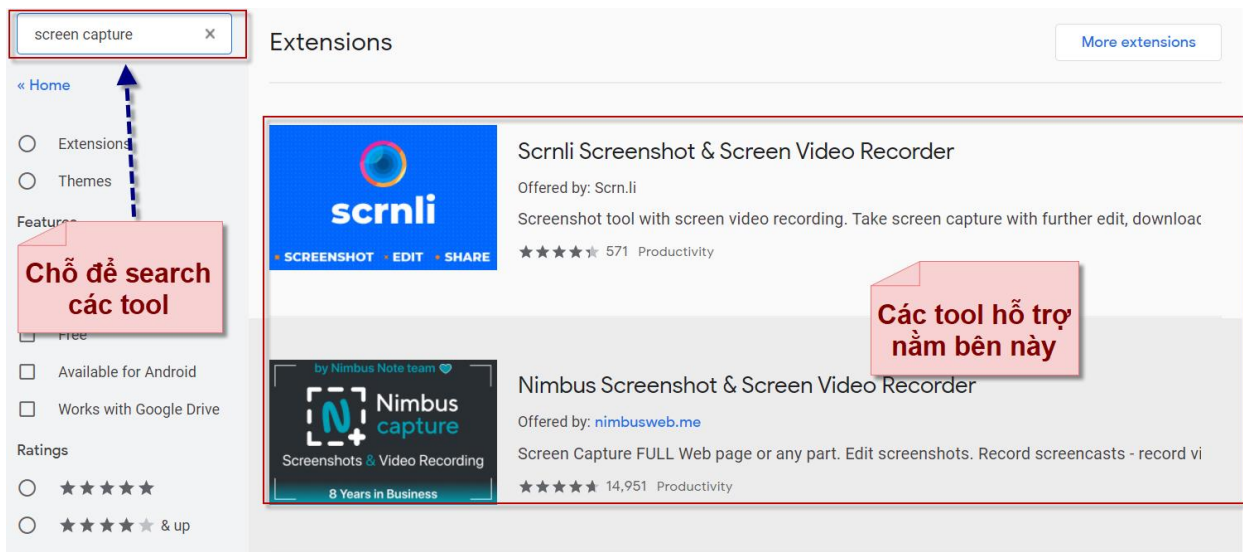 screen capture ×
« Home
Extensions
Themes
Features
Chỗ để search
các tool
Free
Available for Android
Works with Google Drive
Ratings
& up
Extensions
More extensions
scrnli
SCREENSHOT EDIT SHARE
Scrnli Screenshot & Screen Video Recorder
Offered by: Scrn.li
Screenshot tool with screen video recording. Take screen capture with further edit, downloac
571 Productivity
Các tool hỗ trợ
nằm bên này
by Nimbus Note team
Nimbus
capture
Screenshots & Video Recording
8 Years in Business
Nimbus Screenshot & Screen Video Recorder
Offered by: nimbusweb.me
Screen Capture FULL Web page or any part. Edit screenshots. Record screencasts - record vi
14,951 Productivity